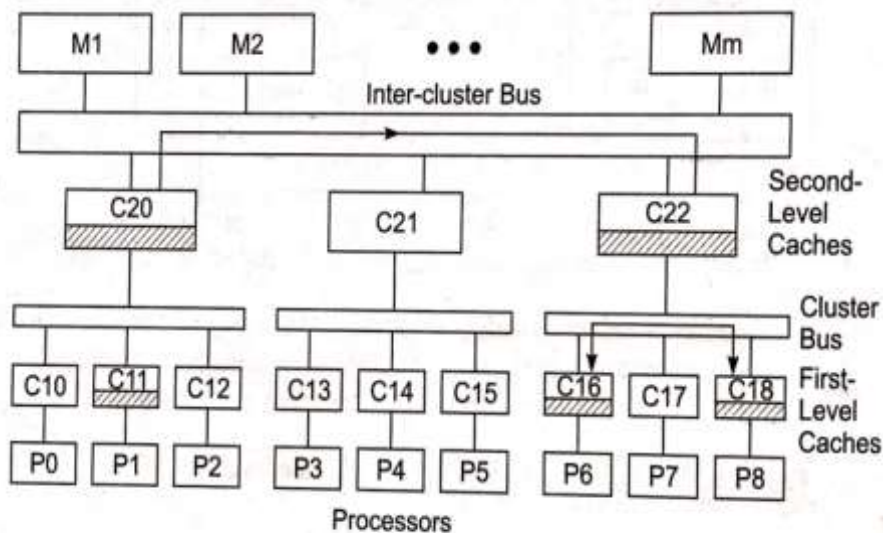 M1 M2 ••• Mm
Inter-cluster Bus
C20 C21 C22
Second-
Level
Caches
Cluster
Bus
C10 C11 C12 C13 C14 C15 C16 C17 C18
First-
Level
Caches
P0 P1 P2 P3 P4 P5 P6 P7 P8
Processors